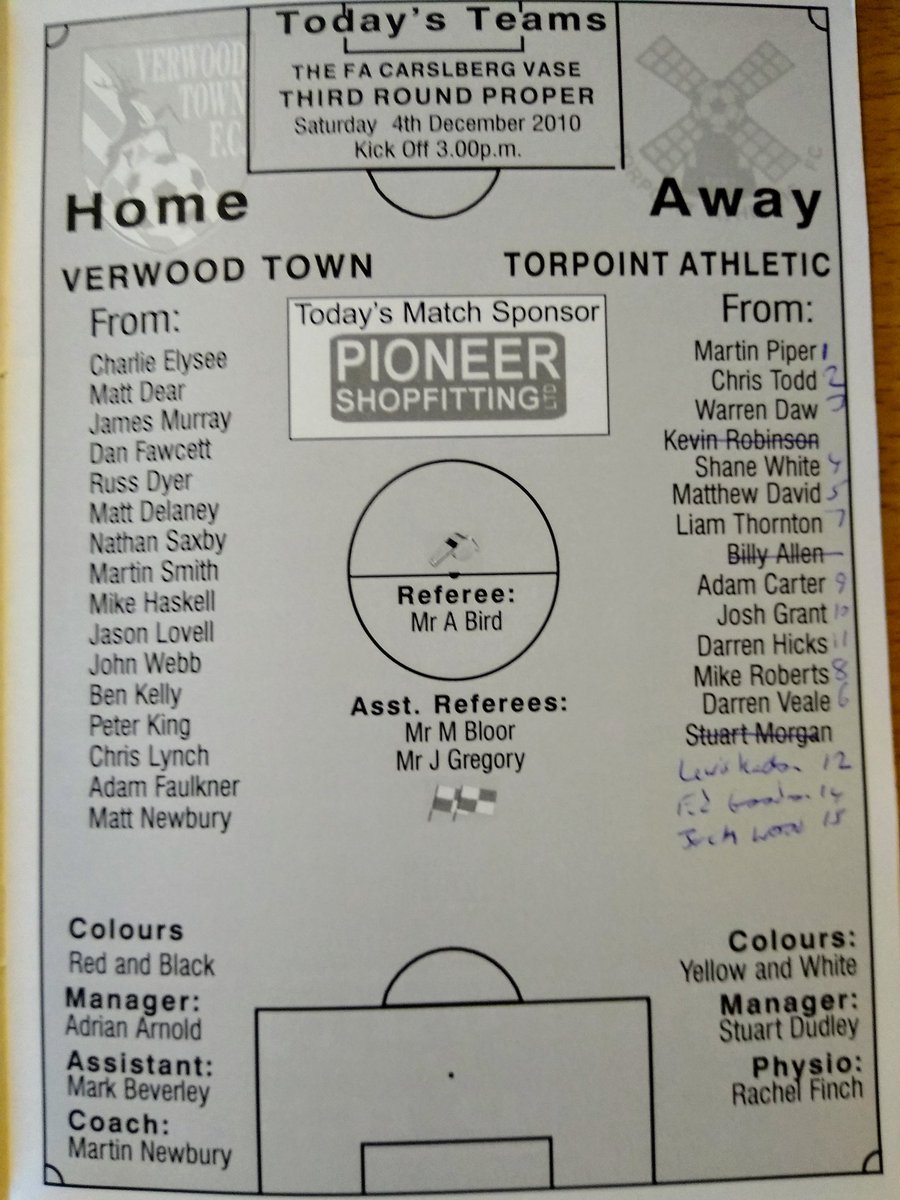 Today's Teams
THE FA CARSLBERG VASE
THIRD ROUND PROPER
Saturday 4th December 2010
Kick Off 3.00p.m.
VERWOOD
TOWN
F.C.
Home
VERWOOD TOWN
From:
Charlie Elysee
Matt Dear
James Murray
Dan Fawcett
Russ Dyer
Matt Delaney
Nathan Saxby
Martin Smith
Mike Haskell
Jason Lovell
John Webb
Ben Kelly
Peter King
Chris Lynch
Adam Faulkner
Matt Newbury
Colours
Red and Black
Manager:
Adrian Arnold
Assistant:
Mark Beverley
Coach:
Martin Newbury
Today's Match Sponsor
PIONEER
SHOPFITTING LTD
Referee:
Mr A Bird
Asst. Referees:
Mr M Bloor
Mr J Gregory
Away
TORPOINT ATHLETIC
From:
Martin Piper 1
Chris Todd 2
Warren Daw 3
Kevin Robinson
Shane White 4
Matthew David 5
Liam Thornton 7
Billy Allen
Adam Carter 9
Josh Grant 10
Darren Hicks 11
Mike Roberts 8
Darren Veale 6
Stuart Morgan
Lewis 12
Ed 14
15
Colours:
Yellow and White
Manager:
Stuart Dudley
Physio:
Rachel Finch